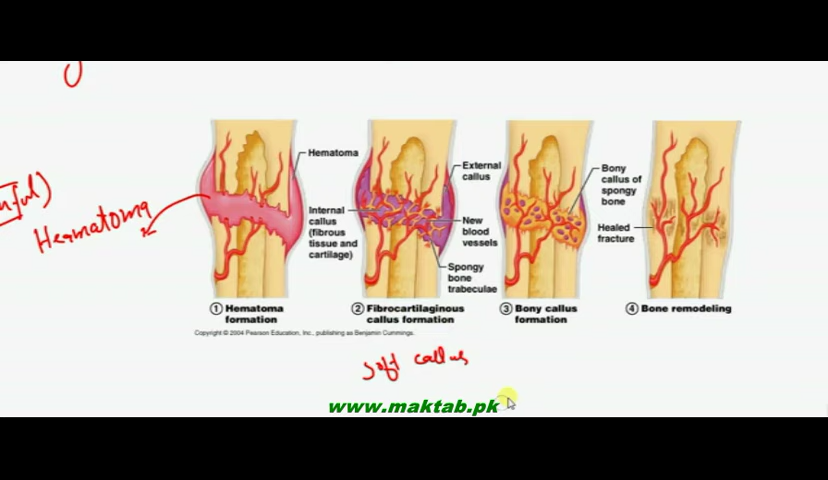 Hematoma
Hematoma
Internal
callus
(fibrous
tissue and
cartilage)
External
callus
New
blood
vessels
Spongy
bone
trabeculae
Bony
callus of
spongy
bone
Healed
fracture
① Hematoma
formation
② Fibrocartilaginous
callus formation
③ Bony callus
formation
④ Bone remodeling
Copyright © 2004 Pearson Education, Inc., publishing as Benjamin Cummings.
Soft callus
www.maktab.pk